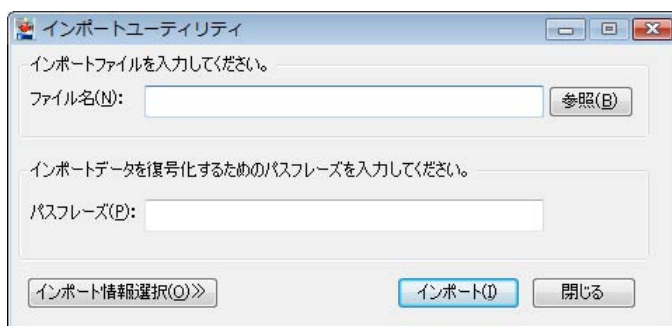 インポートユーティリティ
インポートファイルを入力してください。
ファイル名(N):
参照(B)
インポートデータを復号化するためのパスフレーズを入力してください。
パスフレーズ(P):
インポート情報選択(O)≫
インポート(I)
閉じる